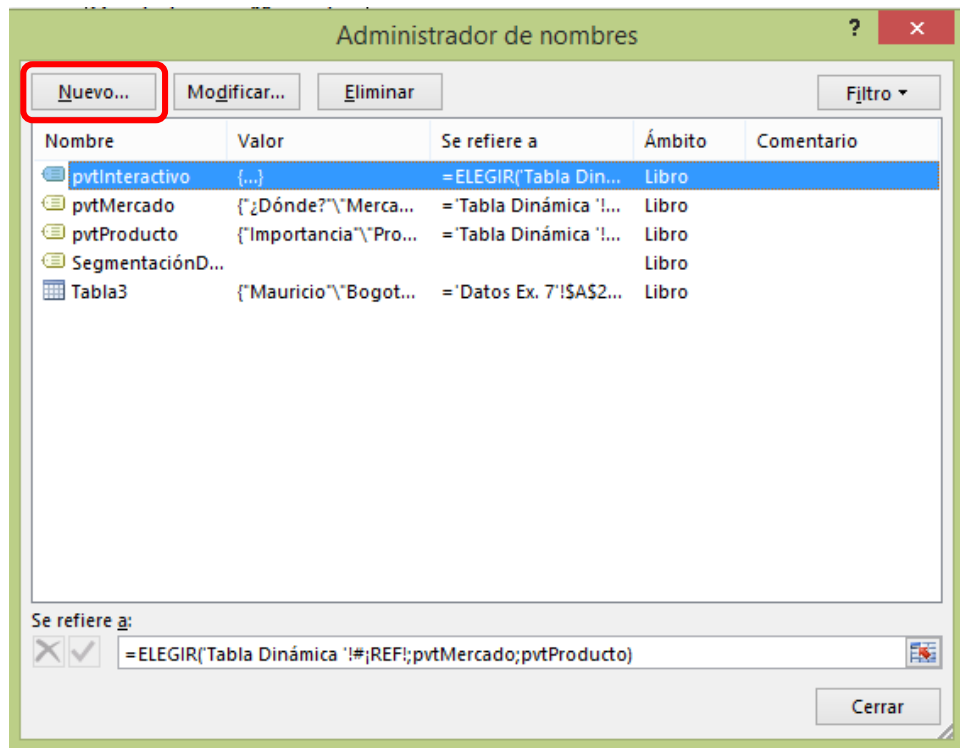 Administrador de nombres ? ×
Nuevo... Modificar... Eliminar Filtro
Nombre Valor Se refiere a Ámbito Comentario
pvtInteractivo {...} =ELEGIR('Tabla Din... Libro
pvtMercado {"¿Dónde?"\"Merca... ='Tabla Dinámica '!... Libro
pvtProducto {"Importancia"\"Pro... ='Tabla Dinámica '!... Libro
SegmentaciónD... Libro
Tabla3 {"Mauricio"\"Bogot... ='Datos Ex. 7'!$A$2... Libro
Se refiere a:
=ELEGIR('Tabla Dinámica '!#¡REF!;pvtMercado;pvtProducto)
Cerrar